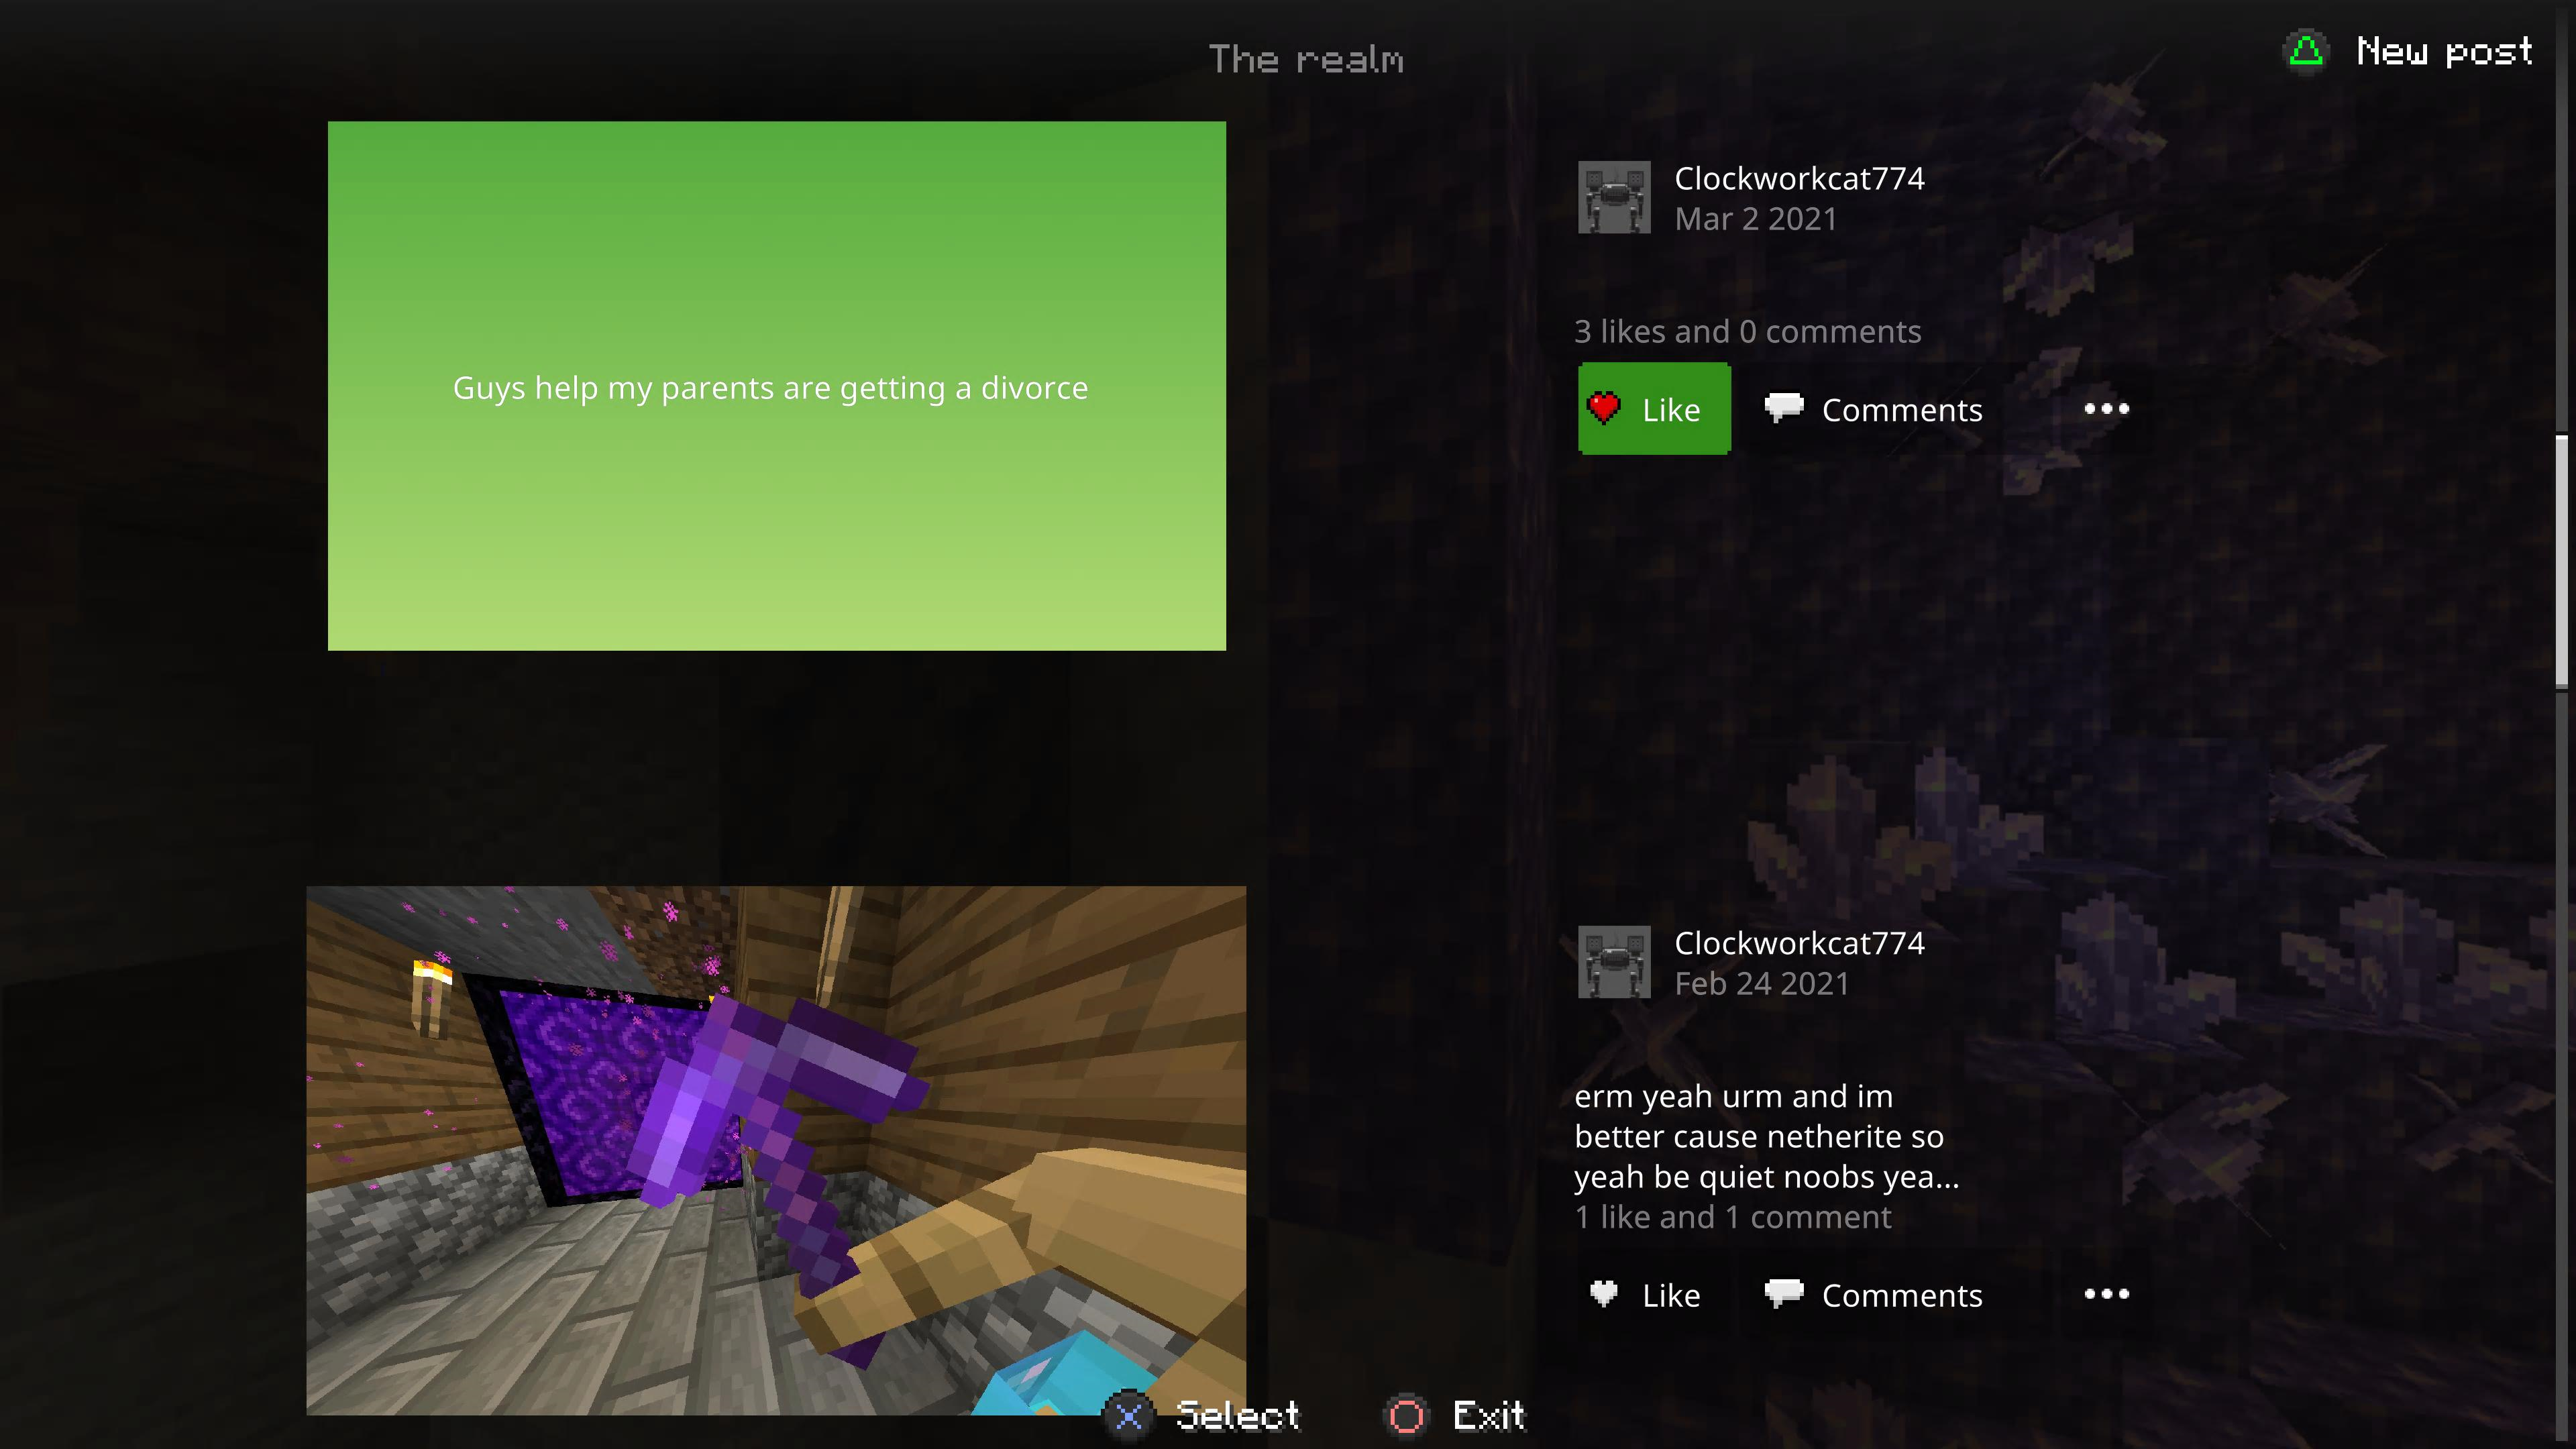 The realm
New post
Guys help my parents are getting a divorce
Clockworkcat774
Mar 2 2021
3 likes and 0 comments
Like
Comments
Clockworkcat774
Feb 24 2021
erm yeah urm and im
better cause netherite so
yeah be quiet noobs yea...
1 like and 1 comment
Like
Comments
Select
Exit